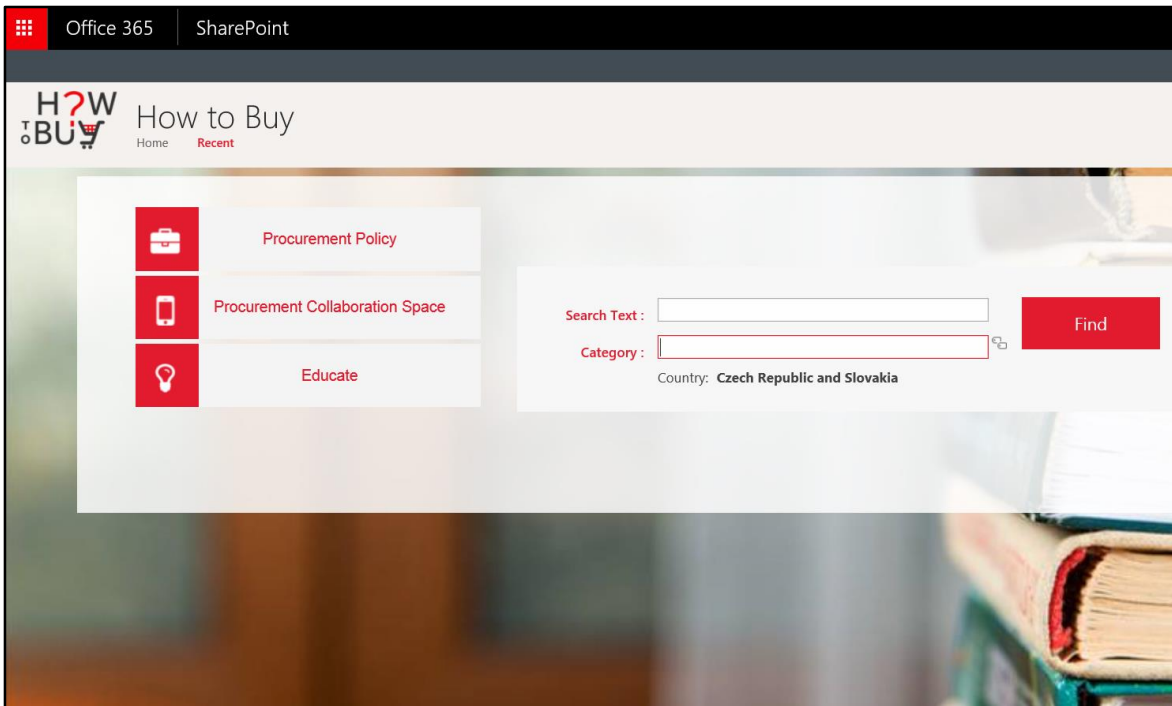 Office 365 SharePoint
H?W
TO BUY
How to Buy
Home Recent
Procurement Policy
Procurement Collaboration Space
Educate
Search Text :
Find
Category :
Country: Czech Republic and Slovakia